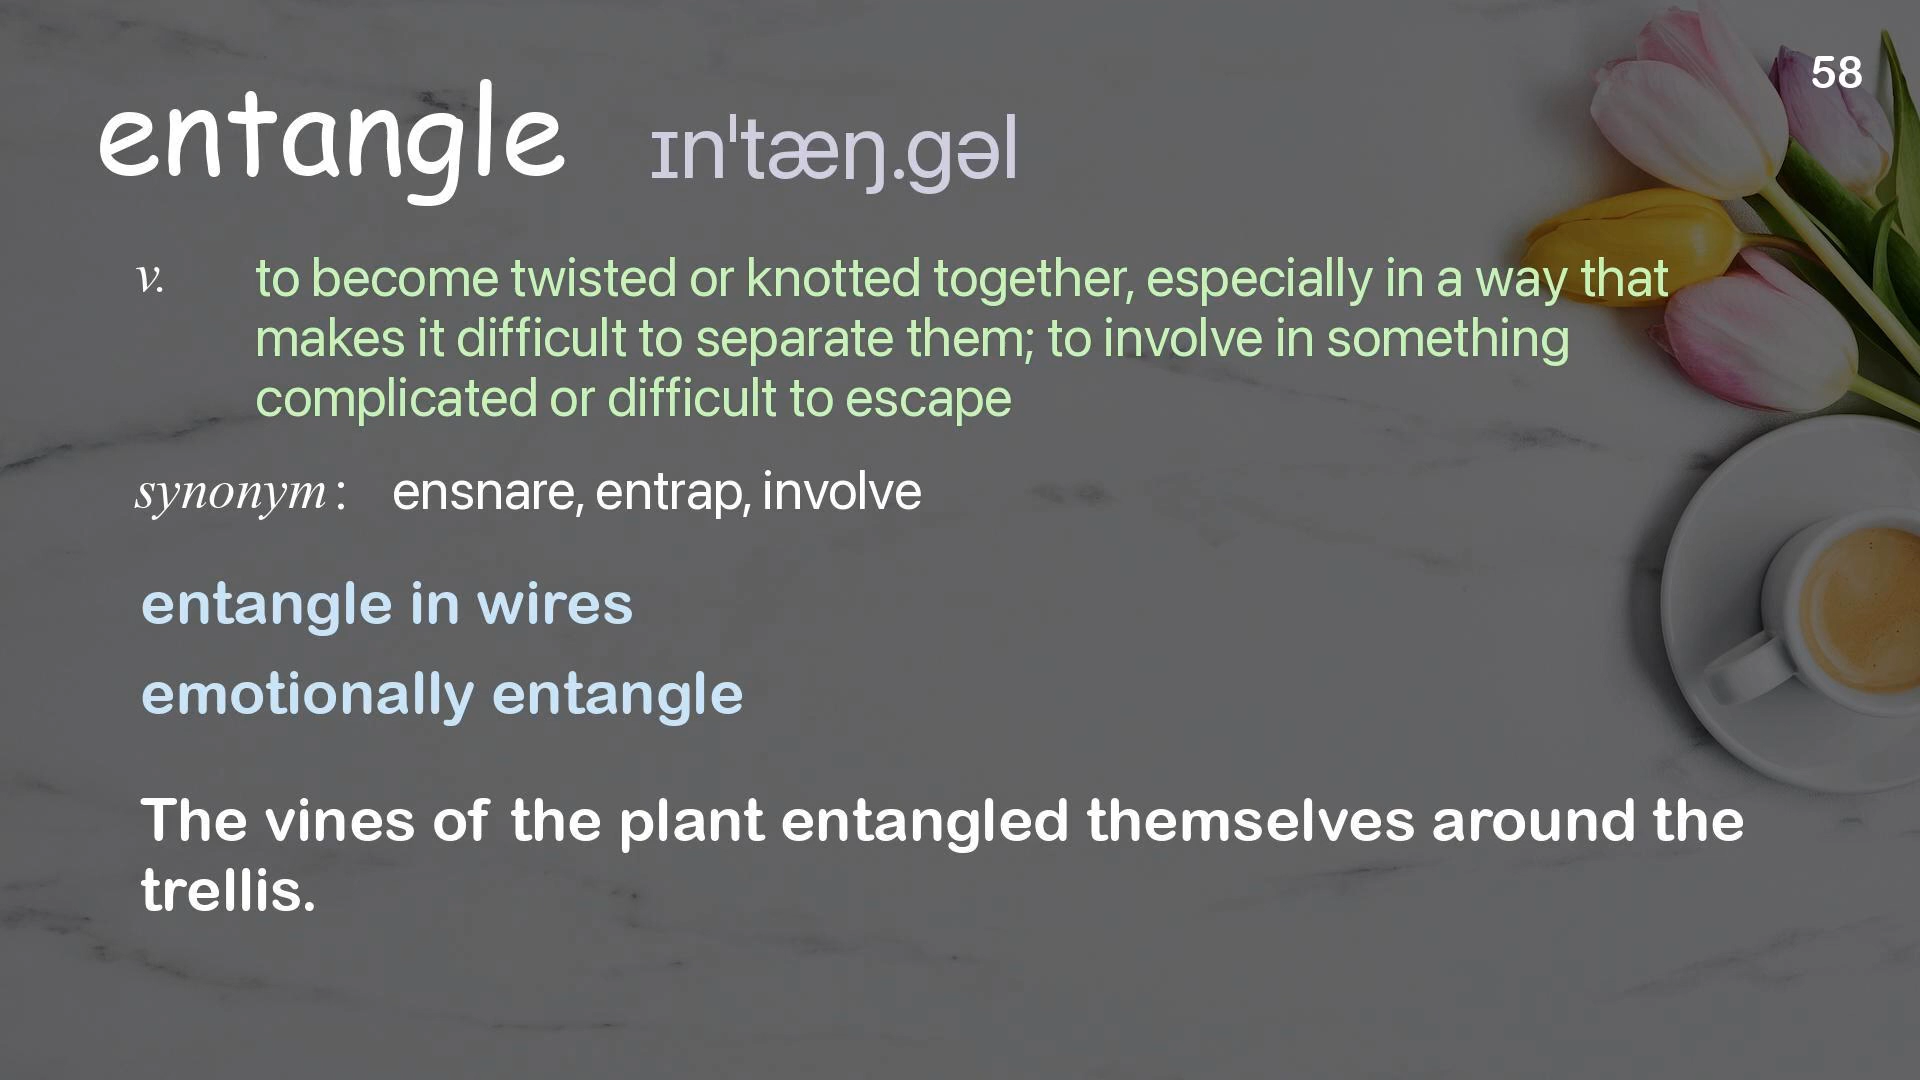 58
entangle ɪnˈtæŋ.gəl
v. to become twisted or knotted together, especially in a way that
makes it difficult to separate them; to involve in something
complicated or difficult to escape
synonym : ensnare, entrap, involve
entangle in wires
emotionally entangle
The vines of the plant entangled themselves around the
trellis.